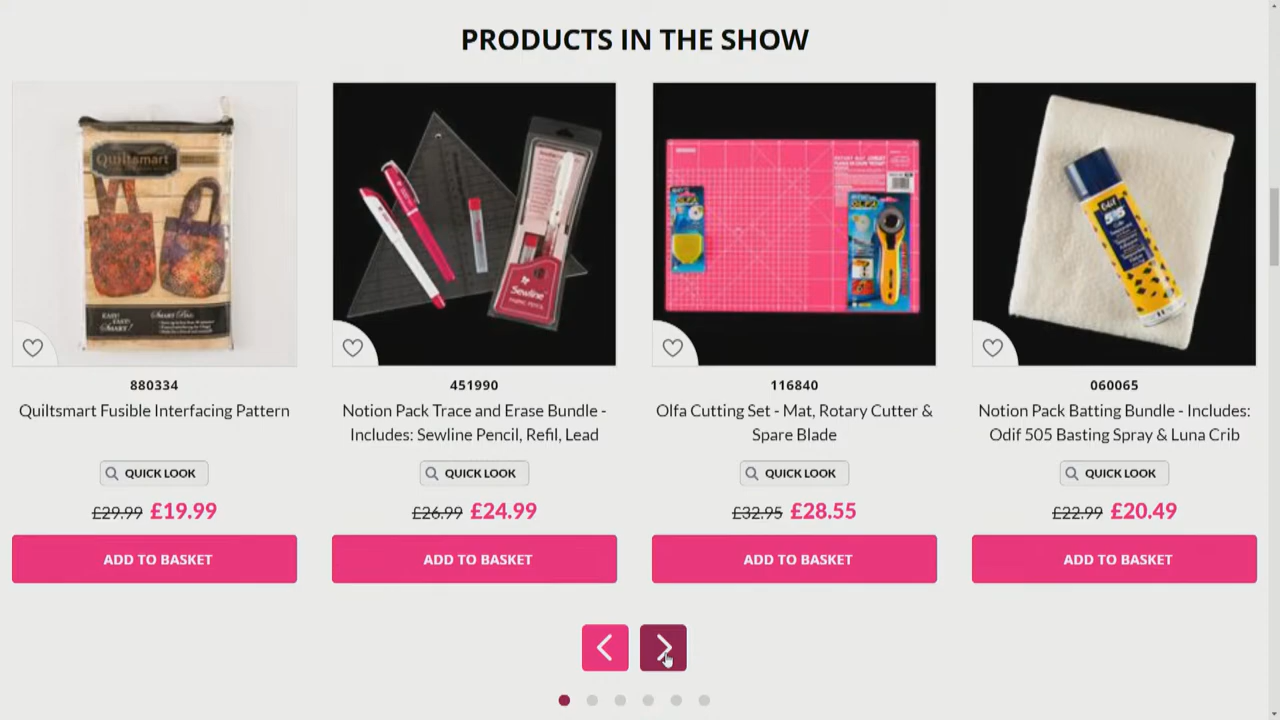 PRODUCTS IN THE SHOW
Quiltsmart
Sewline
FABRIC PENCIL
OLFA
Odif
505
880334
451990
116840
060065
Quiltsmart Fusible Interfacing Pattern
Notion Pack Trace and Erase Bundle -
Includes: Sewline Pencil, Refil, Lead
Olfa Cutting Set - Mat, Rotary Cutter &
Spare Blade
Notion Pack Batting Bundle - Includes:
Odif 505 Basting Spray & Luna Crib
QUICK LOOK
QUICK LOOK
QUICK LOOK
QUICK LOOK
£29.99 £19.99
£26.99 £24.99
£32.95 £28.55
£22.99 £20.49
ADD TO BASKET
ADD TO BASKET
ADD TO BASKET
ADD TO BASKET